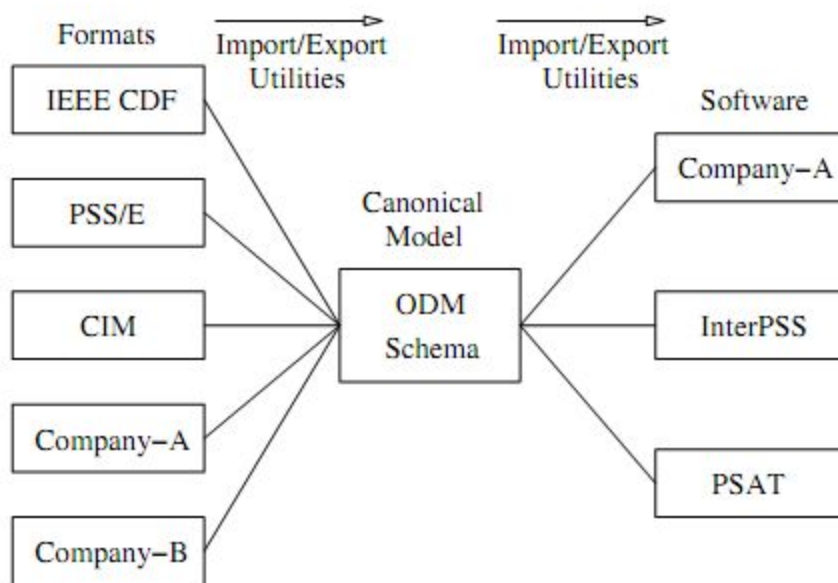 Formats
Import/Export
Utilities
Import/Export
Utilities
IEEE CDF
PSS/E
CIM
Company−A
Company−B
Canonical
Model
ODM
Schema
Software
Company−A
InterPSS
PSAT